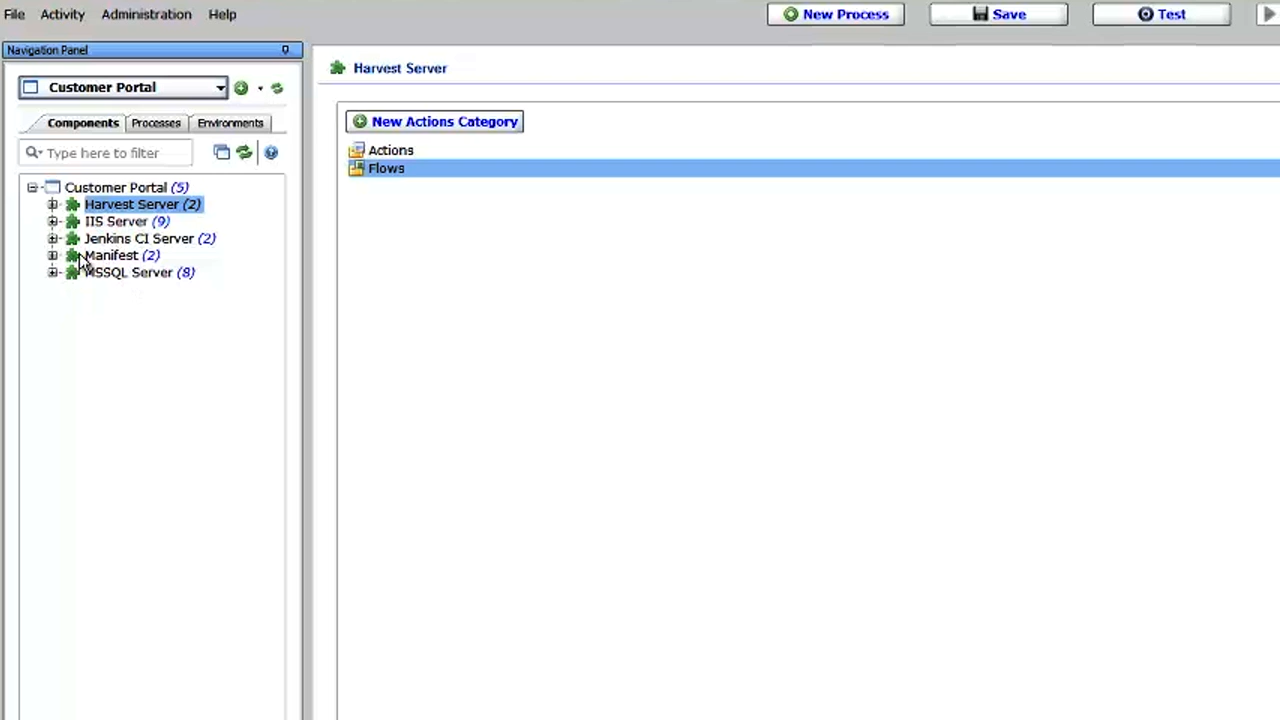 File Activity Administration Help
New Process Save Test
Navigation Panel
Customer Portal
Components Processes Environments
Type here to filter
Customer Portal (5)
Harvest Server (2)
IIS Server (9)
Jenkins CI Server (2)
Manifest (2)
MSSQL Server (8)
Harvest Server
New Actions Category
Actions
Flows